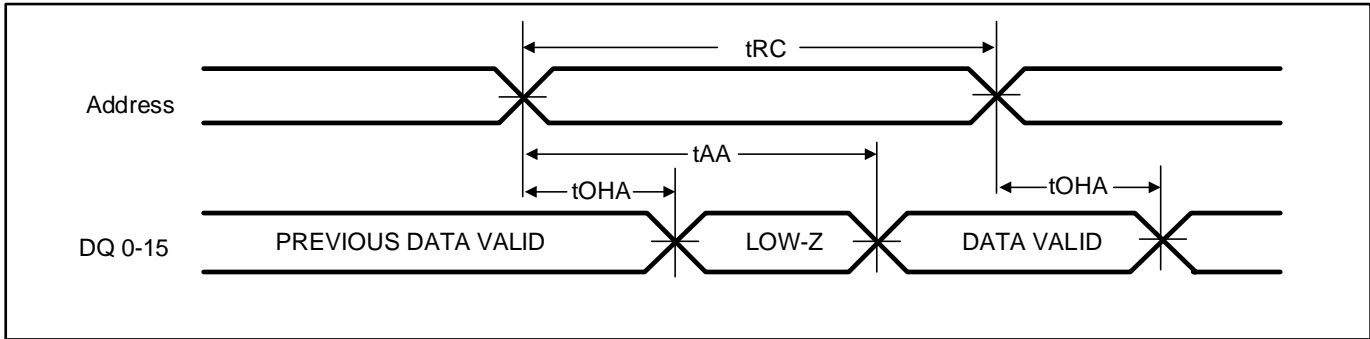 tRC
Address
tAA
tOHA
tOHA
DQ 0-15
PREVIOUS DATA VALID
LOW-Z
DATA VALID